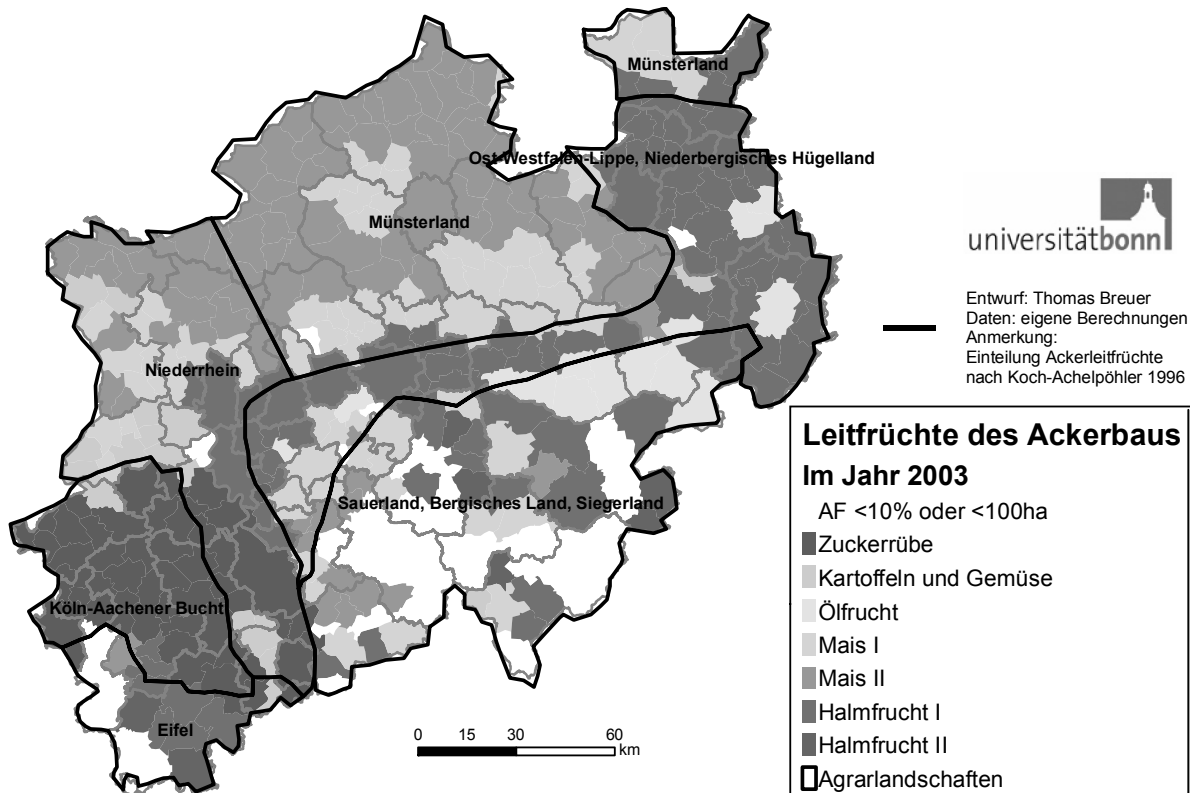 Münsterland
Ost-Westfalen-Lippe, Niederbergisches Hügelland
Münsterland
Niederrhein
Sauerland, Bergisches Land, Siegerland
Köln-Aachener Bucht
Eifel
0 15 30 60
km
universitätbonn
Entwurf: Thomas Breuer
Daten: eigene Berechnungen
Anmerkung:
Einteilung Ackerleitfrüchte
nach Koch-Achelpöhler 1996
Leitfrüchte des Ackerbaus
Im Jahr 2003
AF <10% oder <100ha
Zuckerrübe
Kartoffeln und Gemüse
Ölfrucht
Mais I
Mais II
Halmfrucht I
Halmfrucht II
Agrarlandschaften